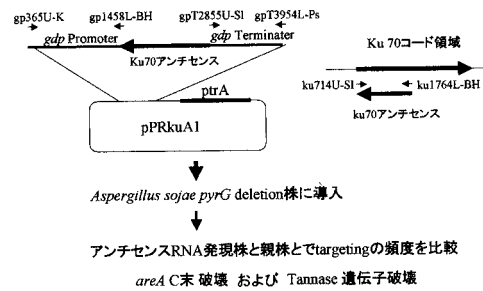 gp365U-K gp1458L-BH gpT2855U-Sl gpT3954L-Ps
gdp Promoter gdp Terminater
Ku70アンチセンス
Ku 70コード領域
ku714U-Sl ku1764L-BH
ku70アンチセンス
ptrA
pPRkuA1
Aspergillus sojae pyrG deletion株に導入
アンチセンスRNA発現株と親株とでtargetingの頻度を比較
areA C末 破壊 および Tannase 遺伝子破壊